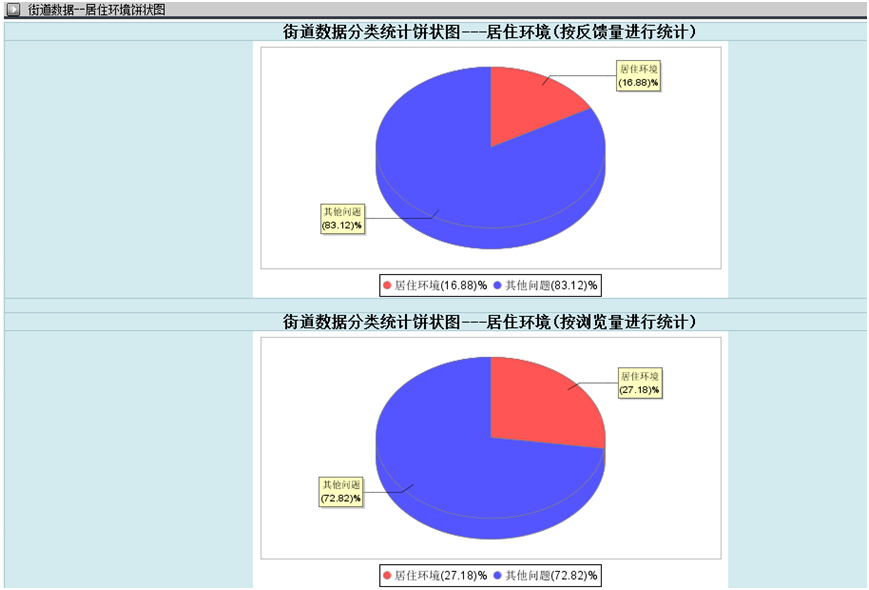 街道数据--居住环境饼状图
街道数据分类统计饼状图---居住环境(按反馈量进行统计)
居住环境
(16.88)%
其他问题
(83.12)%
居住环境(16.88)% 其他问题(83.12)%
街道数据分类统计饼状图---居住环境(按浏览量进行统计)
居住环境
(27.18)%
其他问题
(72.82)%
居住环境(27.18)% 其他问题(72.82)%